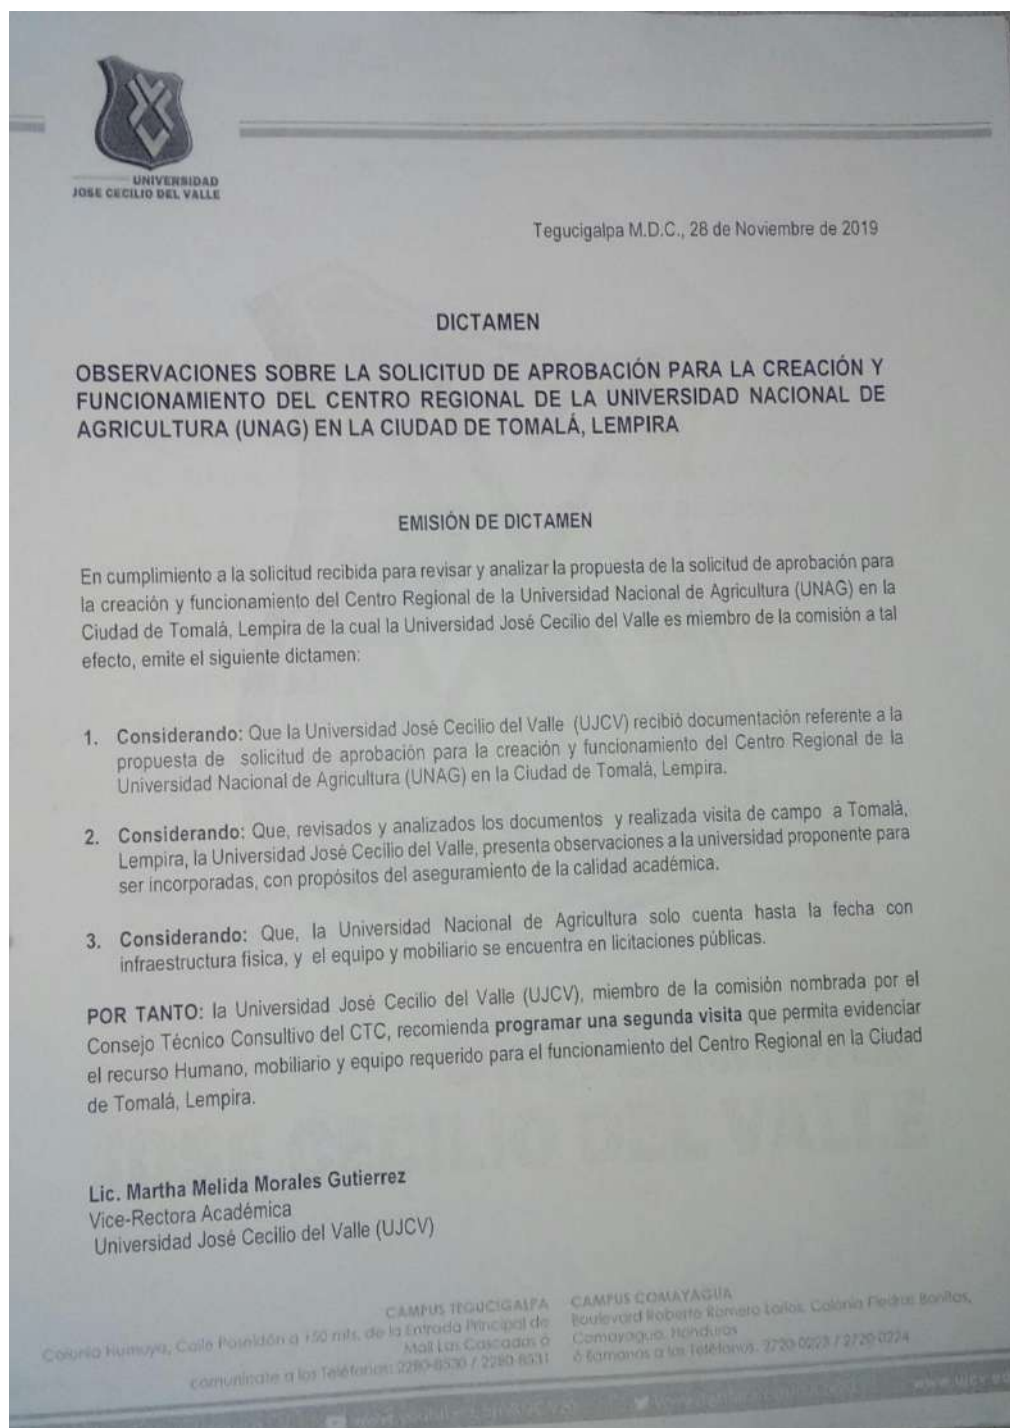 UNIVERSIDAD
JOSE CECILIO DEL VALLE
Tegucigalpa M.D.C., 28 de Noviembre de 2019
DICTAMEN
OBSERVACIONES SOBRE LA SOLICITUD DE APROBACIÓN PARA LA CREACIÓN Y
FUNCIONAMIENTO DEL CENTRO REGIONAL DE LA UNIVERSIDAD NACIONAL DE
AGRICULTURA (UNAG) EN LA CIUDAD DE TOMALÁ, LEMPIRA
EMISIÓN DE DICTAMEN
En cumplimiento a la solicitud recibida para revisar y analizar la propuesta de la solicitud de aprobación para
la creación y funcionamiento del Centro Regional de la Universidad Nacional de Agricultura (UNAG) en la
Ciudad de Tomalá, Lempira de la cual la Universidad José Cecilio del Valle es miembro de la comisión a tal
efecto, emite el siguiente dictamen:
1. Considerando: Que la Universidad José Cecilio del Valle (UJCV) recibió documentación referente a la
propuesta de solicitud de aprobación para la creación y funcionamiento del Centro Regional de la
Universidad Nacional de Agricultura (UNAG) en la Ciudad de Tomalá, Lempira.
2. Considerando: Que, revisados y analizados los documentos y realizada visita de campo a Tomalá,
Lempira, la Universidad José Cecilio del Valle, presenta observaciones a la universidad proponente para
ser incorporadas, con propósitos del aseguramiento de la calidad académica.
3. Considerando: Que, la Universidad Nacional de Agricultura solo cuenta hasta la fecha con
infraestructura fisica, y el equipo y mobiliario se encuentra en licitaciones públicas.
POR TANTO: la Universidad José Cecilio del Valle (UJCV), miembro de la comisión nombrada por el
Consejo Técnico Consultivo del CTC, recomienda programar una segunda visita que permita evidenciar
el recurso Humano, mobiliario y equipo requerido para el funcionamiento del Centro Regional en la Ciudad
de Tomalá, Lempira.
Lic. Martha Melida Morales Gutierrez
Vice-Rectora Académica
Universidad José Cecilio del Valle (UJCV)
CAMPUS TEGUCIGALPA
Colonia Humuya, Calle Poseidón a 150 mts. de la Entrada Principal de
Mall Las Cascadas ó
comunicate a los Teléfonos: 2280-8530 / 2280-8531
CAMPUS COMAYAGUA
Boulevard Roberto Romero Larios, Colonia Piedras Bonitas,
Comayagua, Honduras
ó llamanos a los Teléfonos: 2720-0223 / 2720-0224